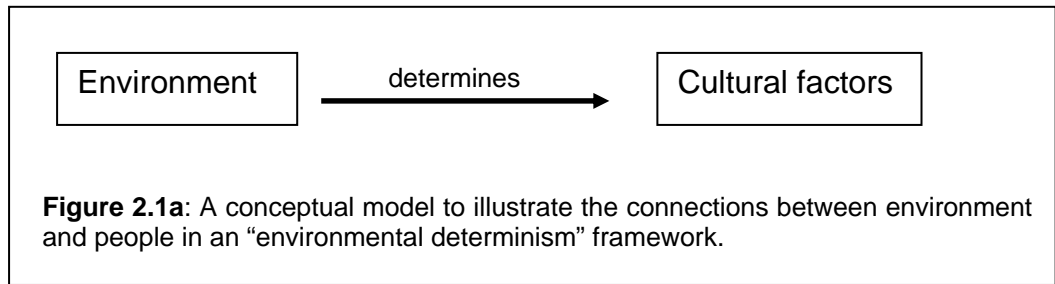 Environment
determines
Cultural factors
Figure 2.1a: A conceptual model to illustrate the connections between environment
and people in an “environmental determinism” framework.